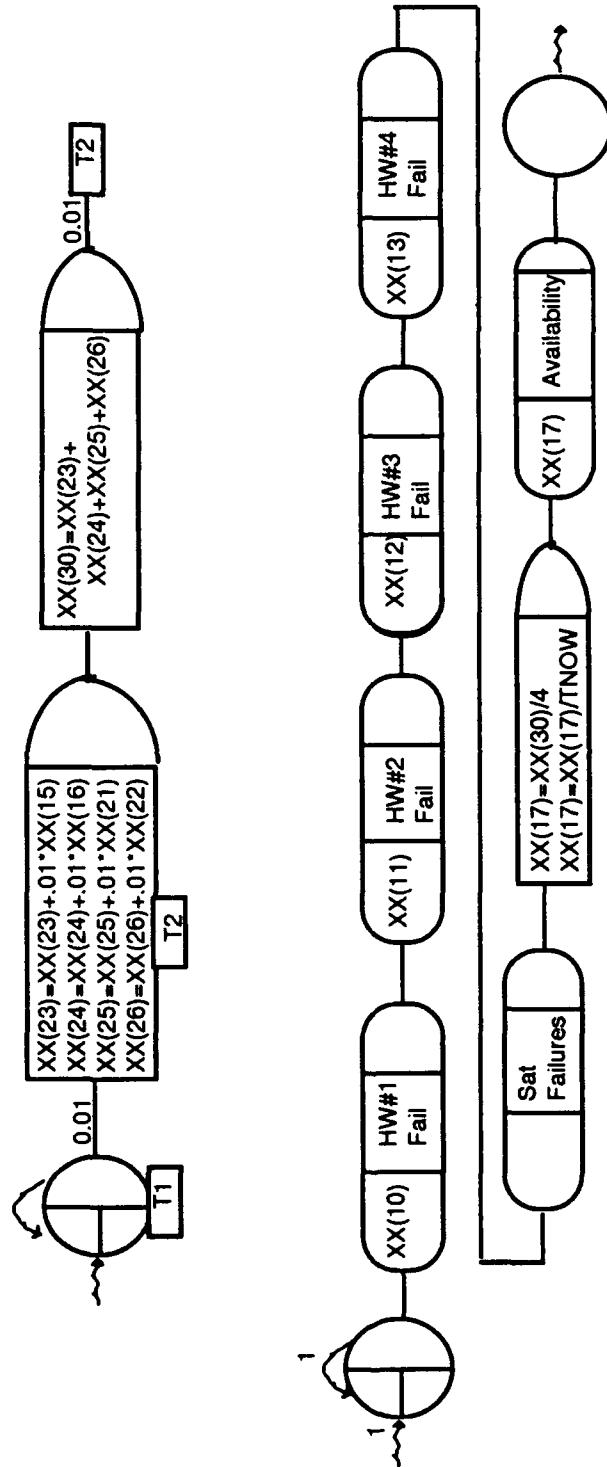 T1
0.01
XX(23)=XX(23)+.01*XX(15)
XX(24)=XX(24)+.01*XX(16)
XX(25)=XX(25)+.01*XX(21)
XX(26)=XX(26)+.01*XX(22)
T2
XX(30)=XX(23)+
XX(24)+XX(25)+XX(26)
0.01
T2
1
1
XX(10)
HW#1
Fail
XX(11)
HW#2
Fail
XX(12)
HW#3
Fail
XX(13)
HW#4
Fail
Sat
Failures
XX(17)=XX(30)/4
XX(17)=XX(17)/TNOW
XX(17)
Availability